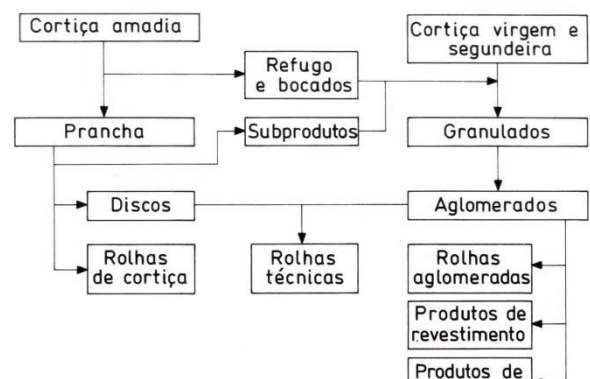 Cortiça amadia
Cortiça virgem e
segundeira
Refugo
e bocados
Prancha
Subprodutos
Granulados
Discos
Aglomerados
Rolhas
de cortiça
Rolhas
técnicas
Rolhas
aglomeradas
Produtos de
revestimento
Produtos de